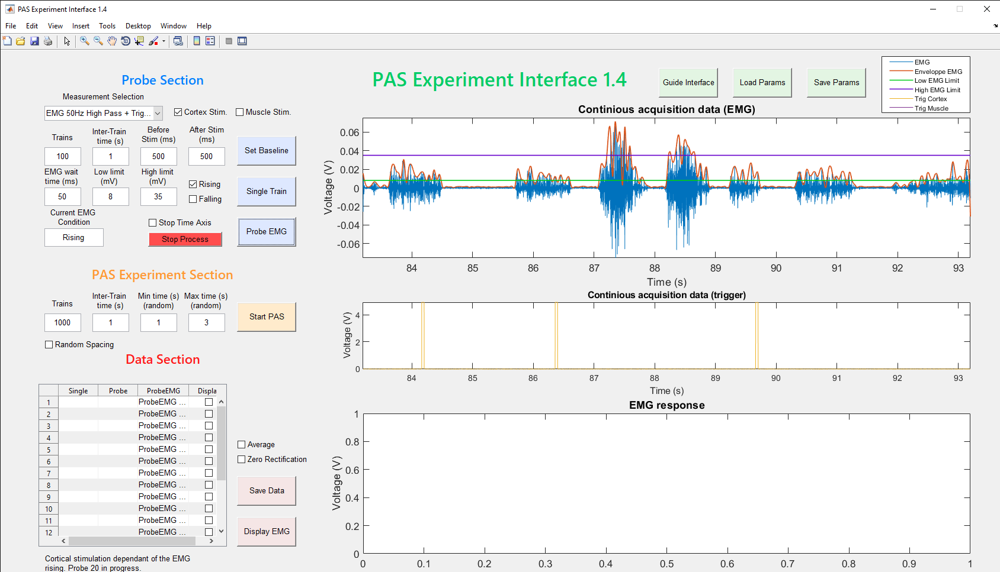 PAS Experiment Interface 1.4
File Edit View Insert Tools Desktop Window Help
Probe Section
Measurement Selection
EMG 50Hz High Pass + Trig...
Cortex Stim.
Muscle Stim.
Trains
Inter-Train
time (s)
Before
Stim (ms)
After Stim
(ms)
100
1
500
500
Set Baseline
EMG wait
time (ms)
Low limit
(mV)
High limit
(mV)
50
8
35
Rising
Falling
Single Train
Current EMG
Condition
Rising
Stop Time Axis
Stop Process
Probe EMG
PAS Experiment Section
Trains
Inter-Train
time (s)
Min time (s)
(random)
Max time (s)
(random)
1000
1
1
3
Start PAS
Random Spacing
Data Section
Single Probe ProbeEMG Displa
1 ProbeEMG ...
2 ProbeEMG ...
3 ProbeEMG ...
4 ProbeEMG ...
5 ProbeEMG ...
6 ProbeEMG ...
7 ProbeEMG ...
8 ProbeEMG ...
9 ProbeEMG ...
10 ProbeEMG ...
11 ProbeEMG ...
12 ProbeEMG ...
Average
Zero Rectification
Save Data
Display EMG
Cortical stimulation dependant of the EMG
rising. Probe 20 in progress.
PAS Experiment Interface 1.4
Guide Interface
Load Params
Save Params
EMG
Enveloppe EMG
Low EMG Limit
High EMG Limit
Trig Cortex
Trig Muscle
Continious acquisition data (EMG)
Voltage (V)
0.06
0.04
0.02
0
-0.02
-0.04
-0.06
84 85 86 87 88 89 90 91 92 93
Time (s)
Continious acquisition data (trigger)
Voltage (V)
4
2
0
84 85 86 87 88 89 90 91 92 93
Time (s)
EMG response
Voltage (V)
1
0.8
0.6
0.4
0.2
0
0 0.1 0.2 0.3 0.4 0.5 0.6 0.7 0.8 0.9 1